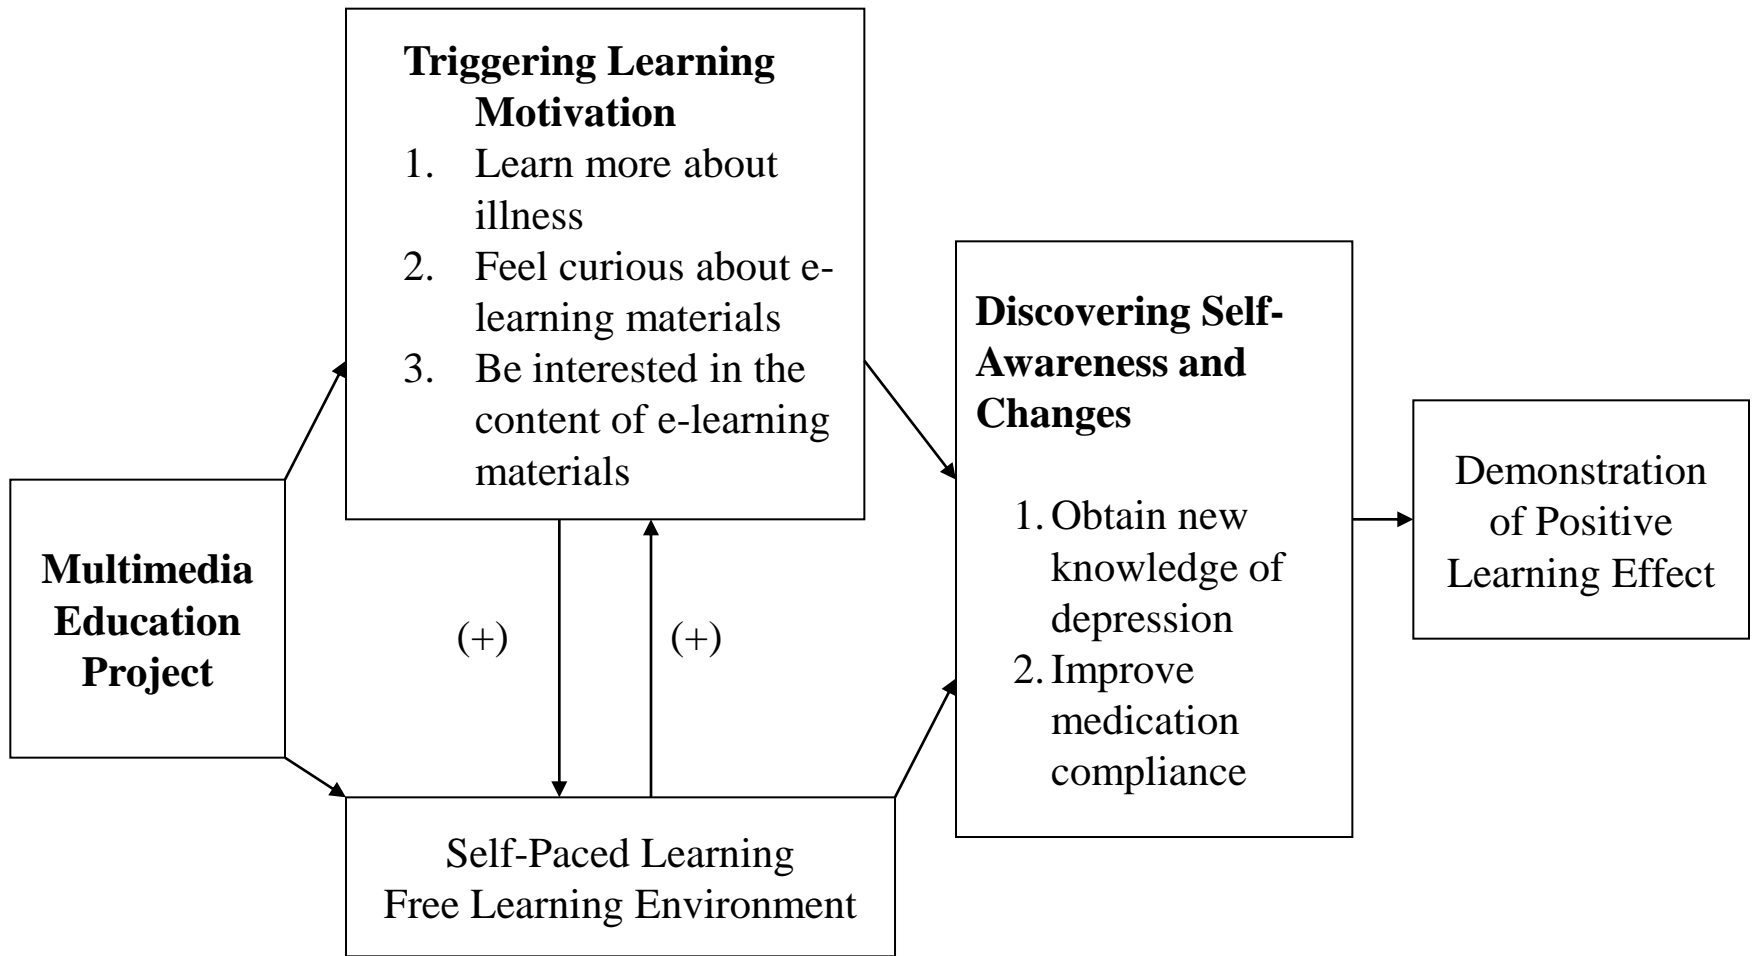 Triggering Learning
Motivation
1. Learn more about
illness
2. Feel curious about e-
learning materials
3. Be interested in the
content of e-learning
materials
Multimedia
Education
Project
(+)
(+)
Self-Paced Learning
Free Learning Environment
Discovering Self-
Awareness and
Changes
1. Obtain new
knowledge of
depression
2. Improve
medication
compliance
Demonstration
of Positive
Learning Effect